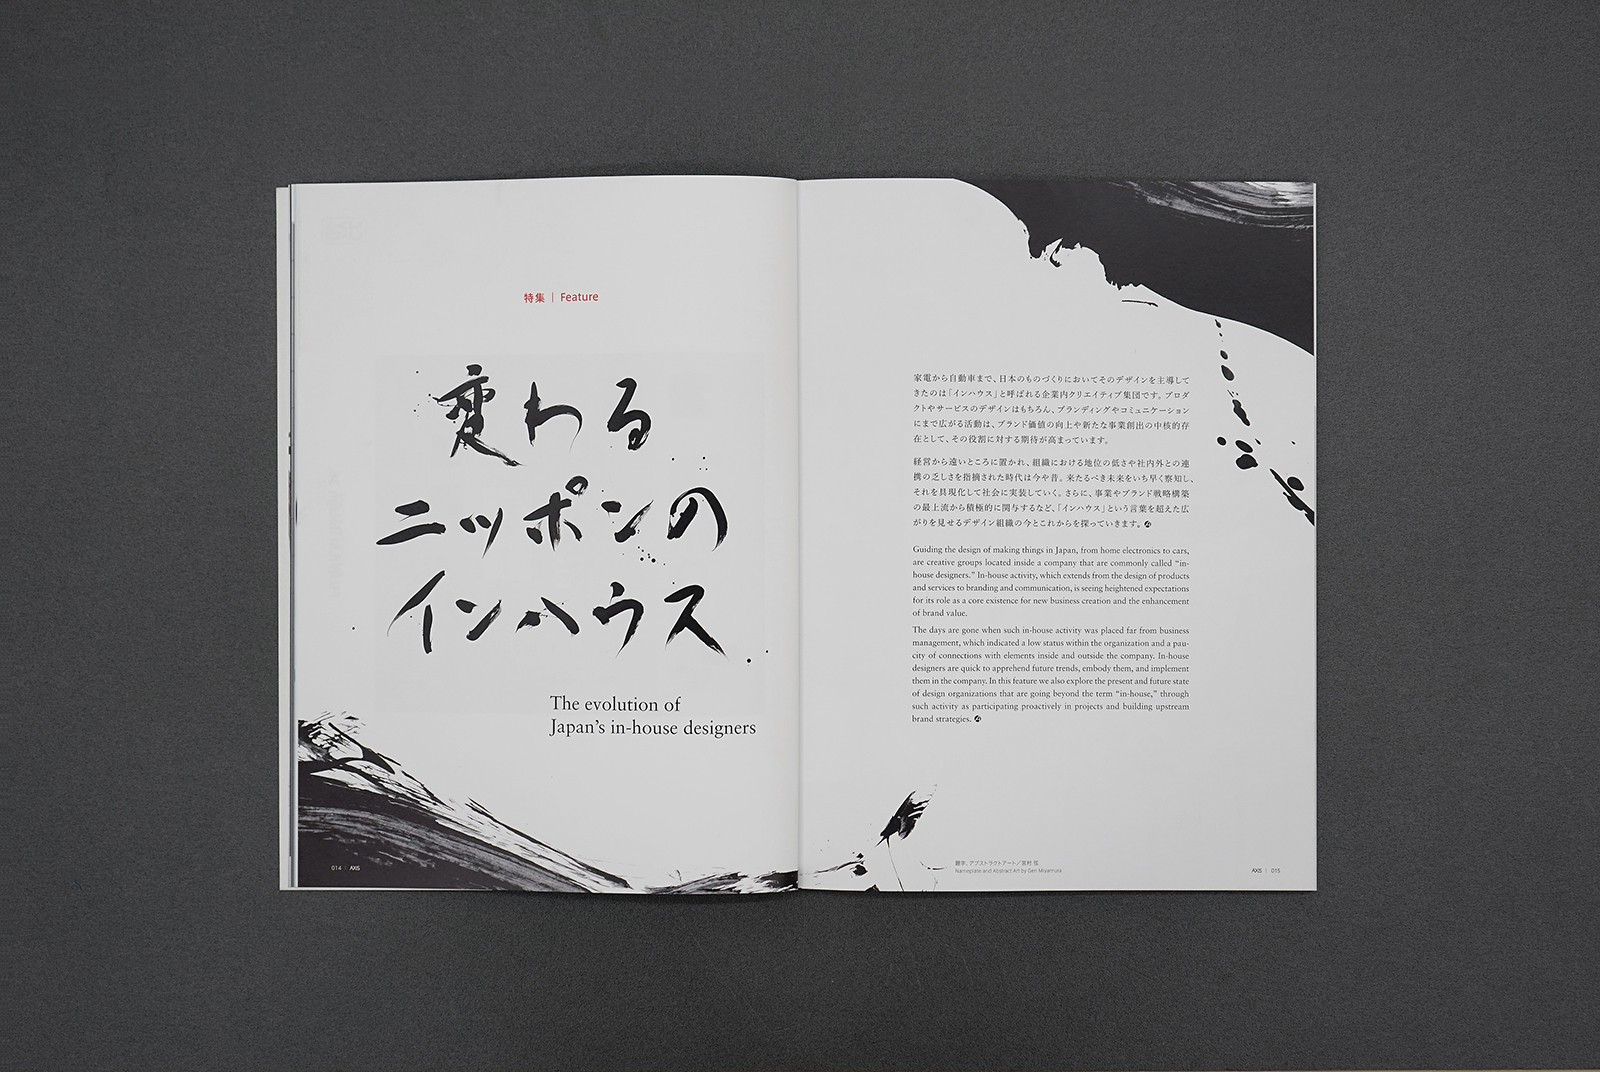 特集 | Feature
変わる
ニッポンの
インハウス
The evolution of
Japan’s in-house designers
014 | AXIS
家電から自動車まで、日本のものづくりにおいてそのデザインを主導して
きたのは「インハウス」と呼ばれる企業内クリエイティブ集団です。プロダ
クトやサービスのデザインはもちろん、ブランディングやコミュニケーション
にまで広がる活動は、ブランド価値の向上や新たな事業創出の中核的存
在として、その役割に対する期待が高まっています。
経営から遠いところに置かれ、組織における地位の低さや社内外との連
携の乏しさを指摘された時代は今や昔。来たるべき未来をいち早く察知し、
それを具現化して社会に実装していく。さらに、事業やブランド戦略構築
の最上流から積極的に関与するなど、「インハウス」という言葉を超えた広
がりを見せるデザイン組織の今とこれからを探っていきます。
Guiding the design of making things in Japan, from home electronics to cars,
are creative groups located inside a company that are commonly called “in-
house designers.” In-house activity, which extends from the design of products
and services to branding and communication, is seeing heightened expectations
for its role as a core existence for new business creation and the enhancement
of brand value.
The days are gone when such in-house activity was placed far from business
management, which indicated a low status within the organization and a pau-
city of connections with elements inside and outside the company. In-house
designers are quick to apprehend future trends, embody them, and implement
them in the company. In this feature we also explore the present and future state
of design organizations that are going beyond the term “in-house,” through
such activity as participating proactively in projects and building upstream
brand strategies.
題字、アブストラクトアート／宮村 弦
Nameplate and Abstract Art by Gen Miyamura
AXIS | 015